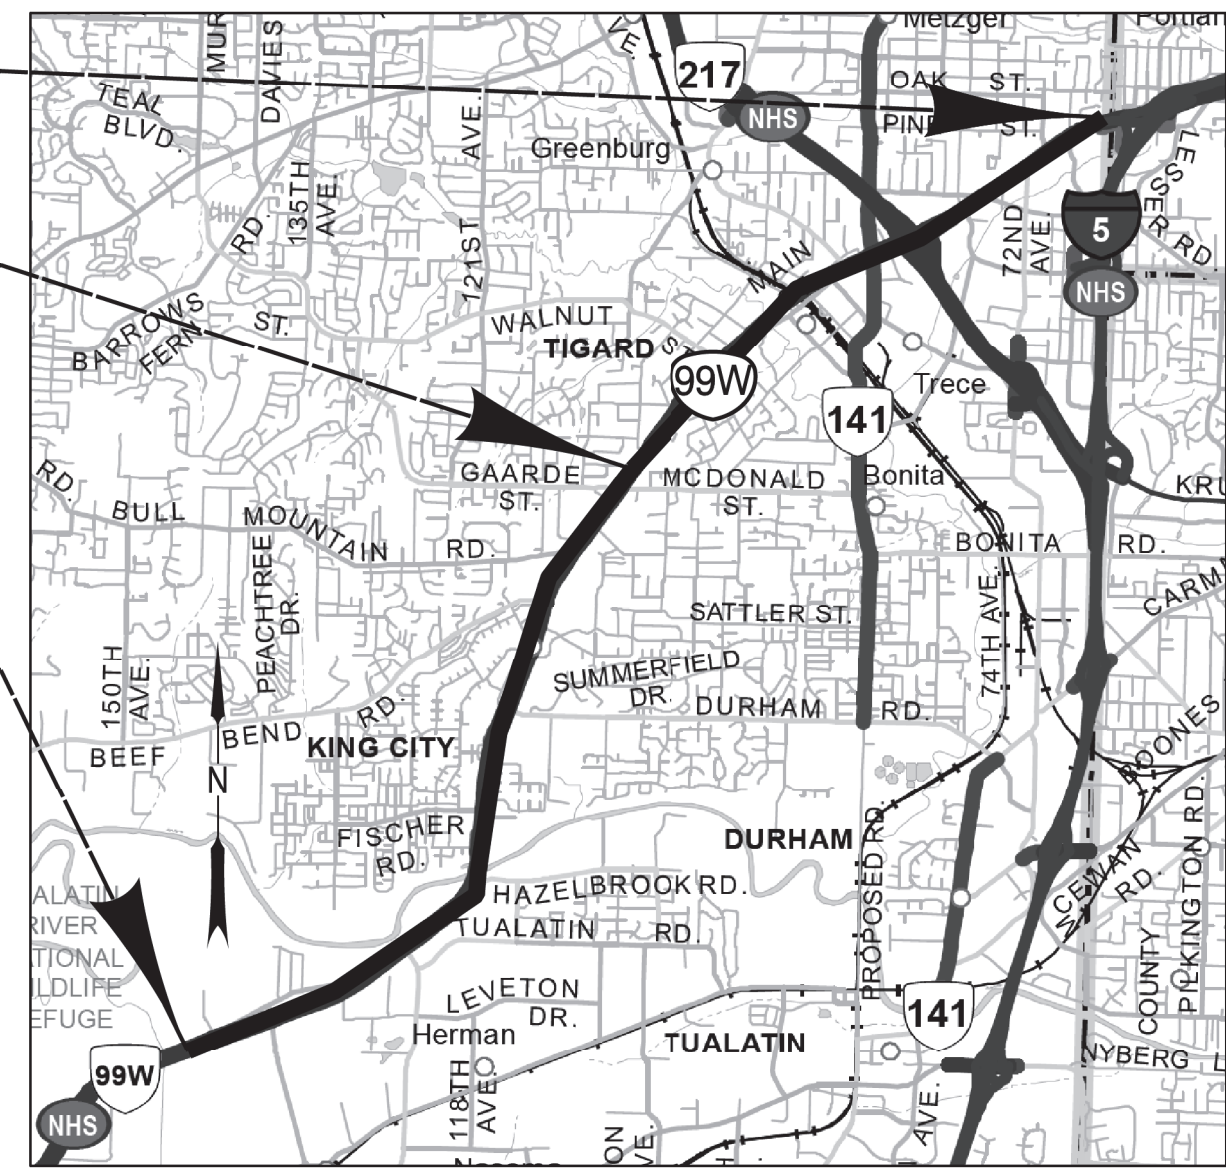 Metzger
217
OAK ST.
PINE ST.
NHS
TEAL
BLVD.
DAVIES
AVE.
Greenburg
135TH
AVE.
RD.
121ST
MAIN
72ND
AVE.
5
NHS
LESSER RD
BARROWS
FERN ST.
WALNUT ST.
TIGARD
99W
141
Trece
GAARDE
ST.
MCDONALD
ST.
Bonita
RD.
BULL MOUNTAIN RD.
BONITA RD.
PEACHTREE
DR.
SATTLER ST.
74TH AVE.
150TH
AVE.
SUMMERFIELD
DR.
DURHAM RD.
BEEF BEND RD.
KING CITY
N
BOONES
FISCHER
RD.
DURHAM
PROPOSED RD.
PILKINGTON RD.
HAZELBROOK RD.
TUALATIN RD.
COUNTY
LEVETON
DR.
Herman
141
TUALATIN
NYBERG
99W
NHS
118TH
AVE.
AVE.